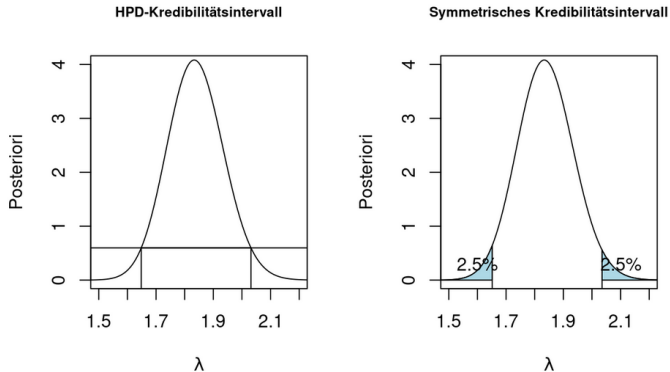 HPD-Kredibilitätsintervall
Posteriori
4
3
2
1
0
1.5 1.7 1.9 2.1
λ
Symmetrisches Kredibilitätsintervall
Posteriori
4
3
2
1
0
2.5% 2.5%
1.5 1.7 1.9 2.1
λ